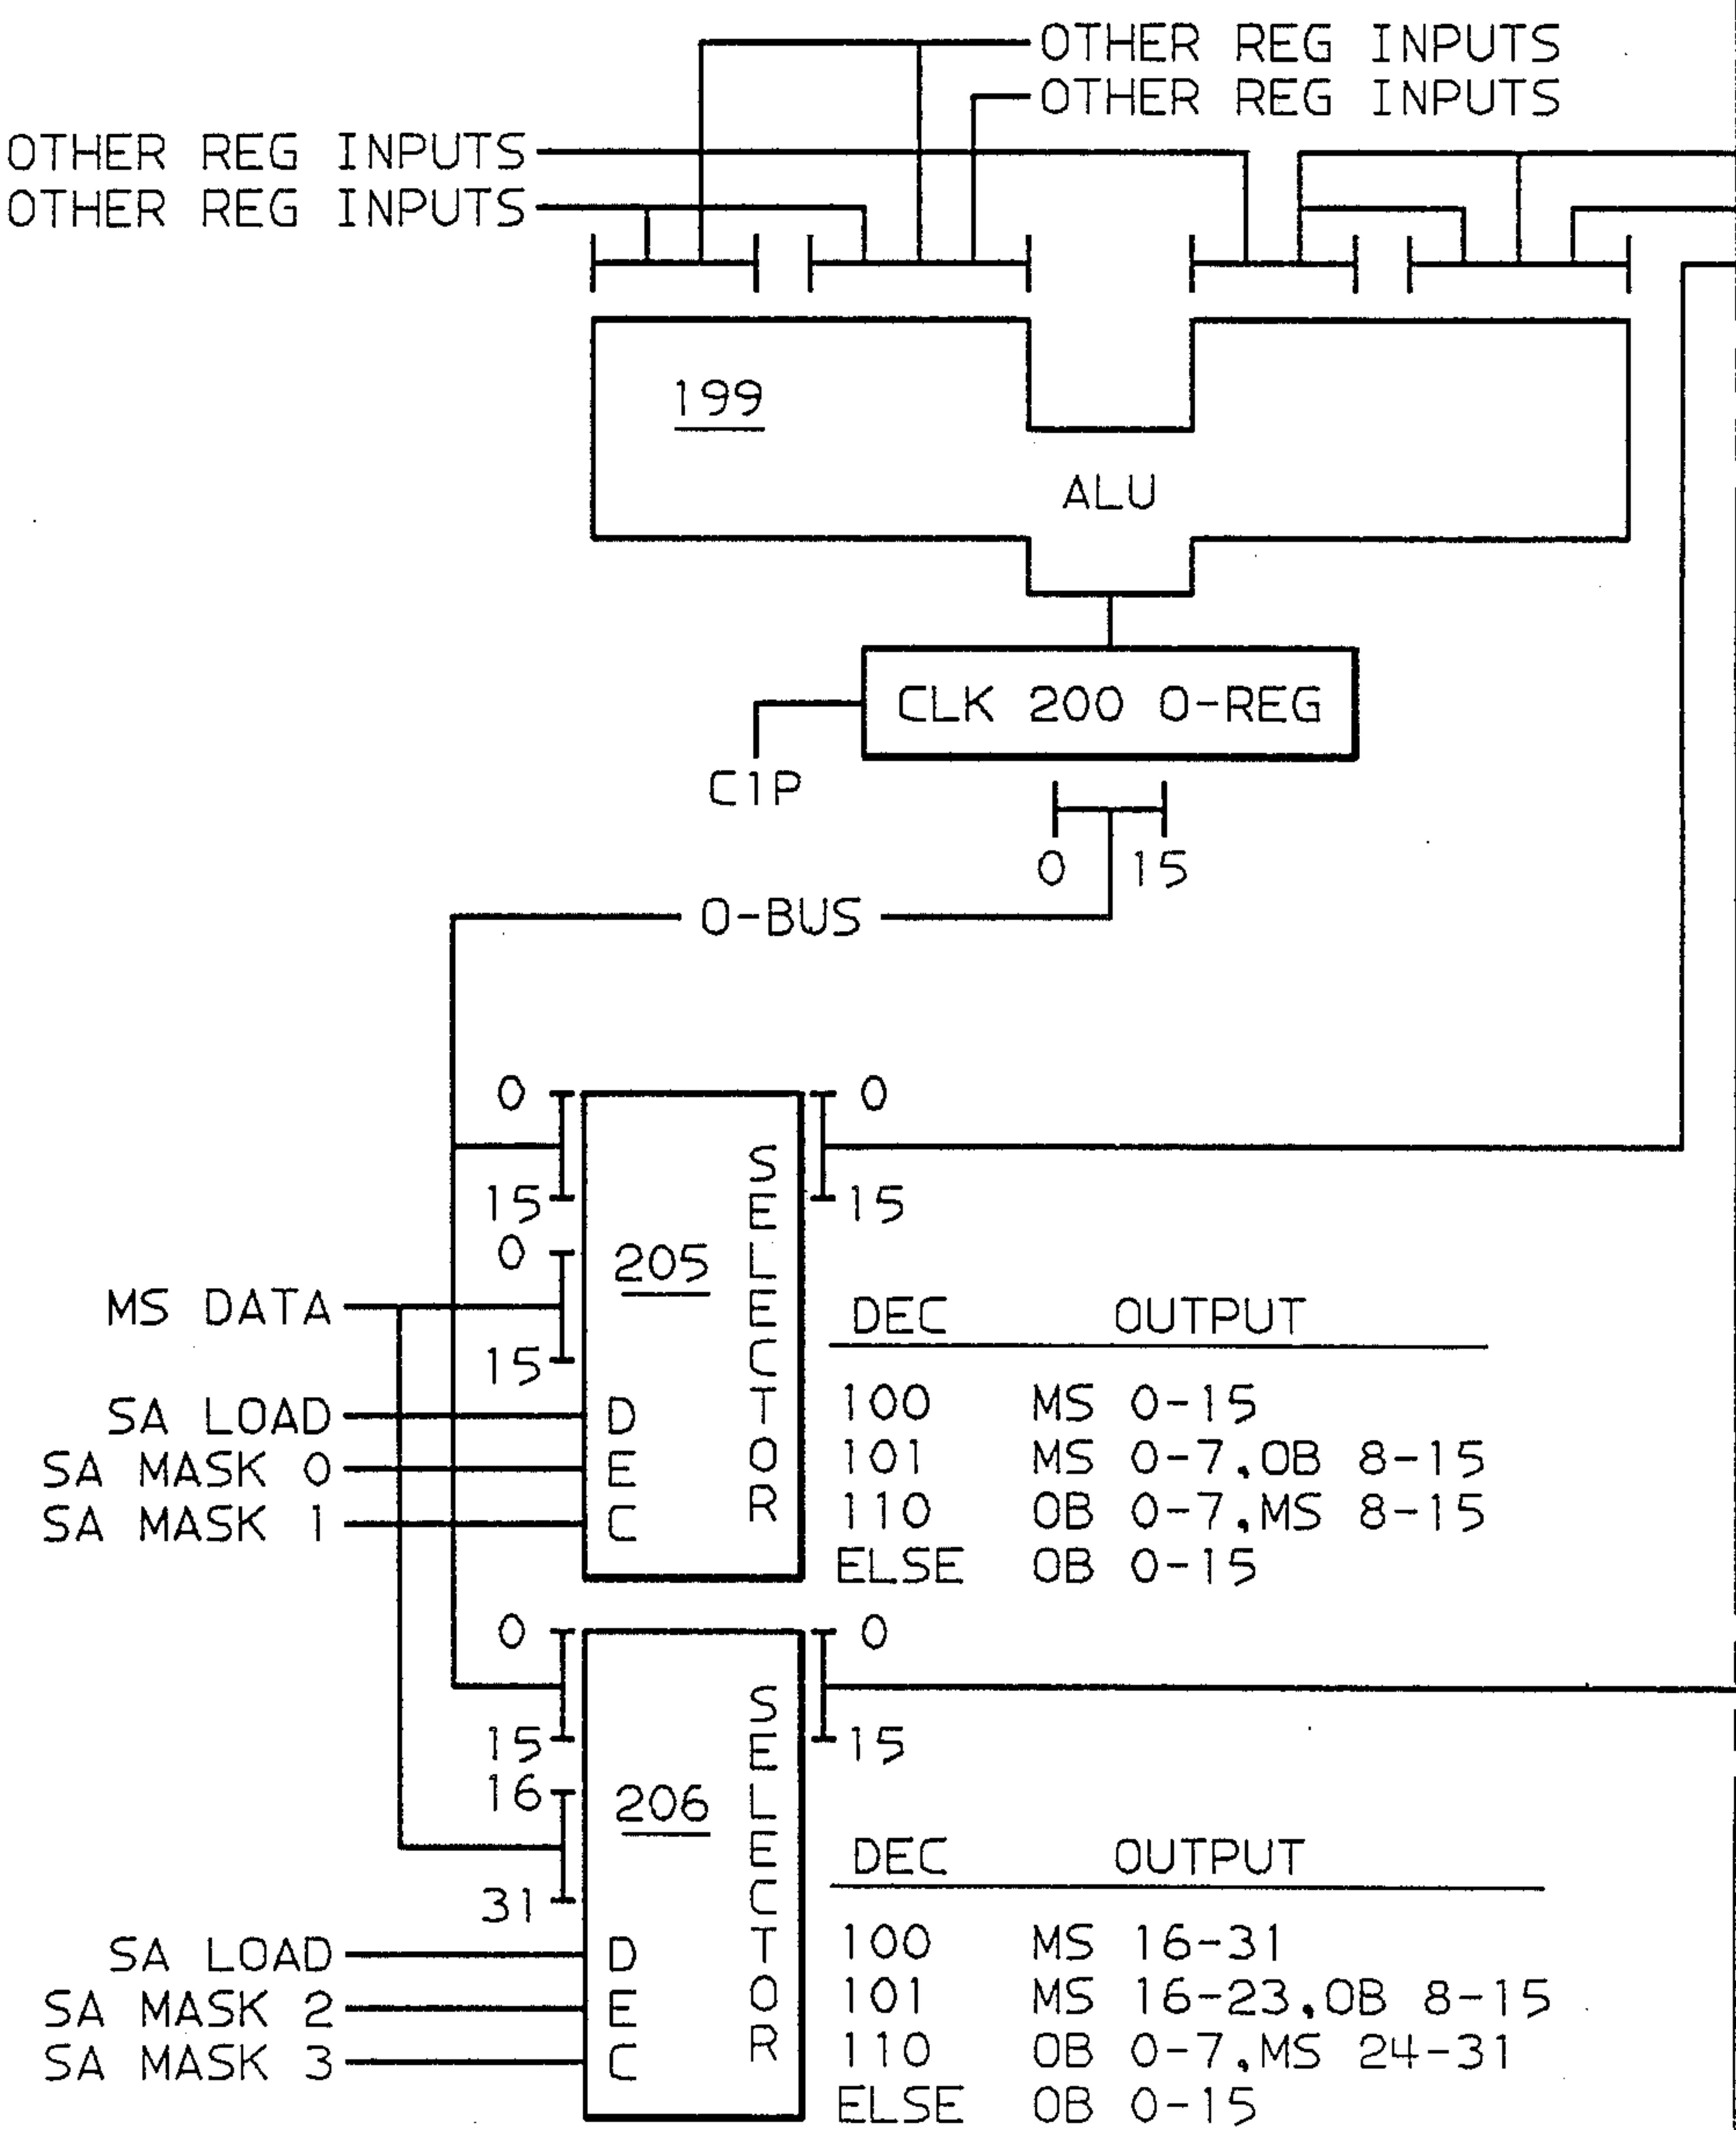 OTHER REG INPUTS
OTHER REG INPUTS
OTHER REG INPUTS
OTHER REG INPUTS
199
ALU
CLK 200 O-REG
C1P
0 15
O-BUS
0 0
15 15
0
15
205
SELECTOR
MS DATA
SA LOAD D
SA MASK 0 E
SA MASK 1 C
DEC OUTPUT
100 MS 0-15
101 MS 0-7,OB 8-15
110 OB 0-7,MS 8-15
ELSE OB 0-15
0 0
15 15
16
31
206
SELECTOR
SA LOAD D
SA MASK 2 E
SA MASK 3 C
DEC OUTPUT
100 MS 16-31
101 MS 16-23,OB 8-15
110 OB 0-7,MS 24-31
ELSE OB 0-15